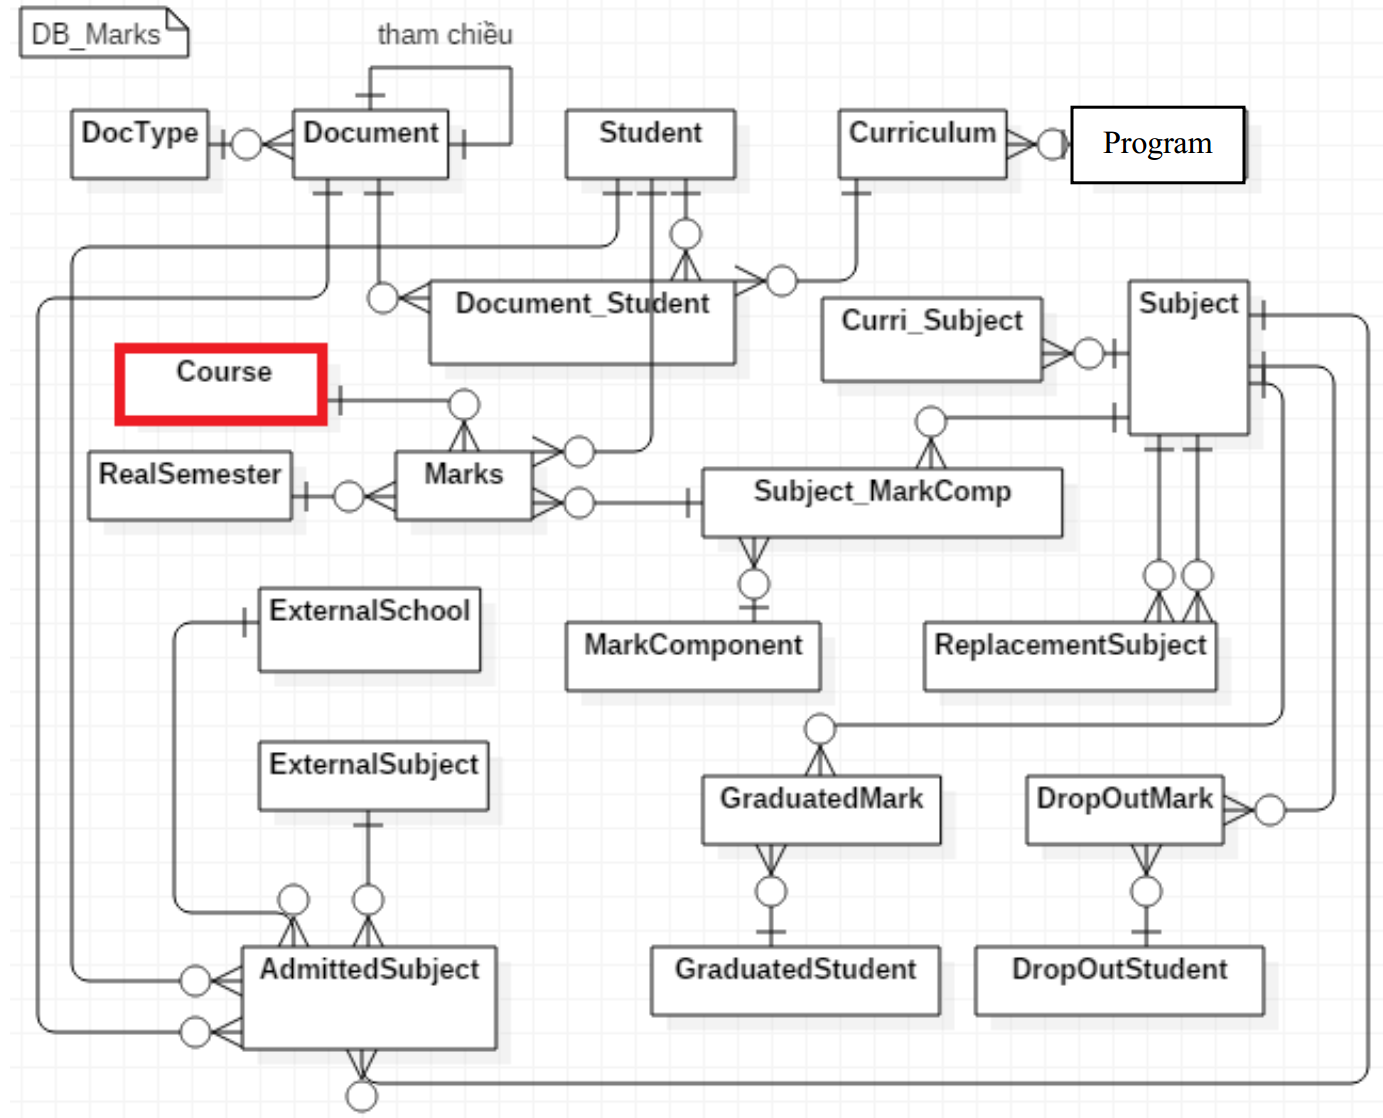 DB_Marks
tham chiều
DocType
Document
Student
Curriculum
Program
Document_Student
Curri_Subject
Subject
Course
RealSemester
Marks
Subject_MarkComp
ExternalSchool
MarkComponent
ReplacementSubject
ExternalSubject
GraduatedMark
DropOutMark
AdmittedSubject
GraduatedStudent
DropOutStudent